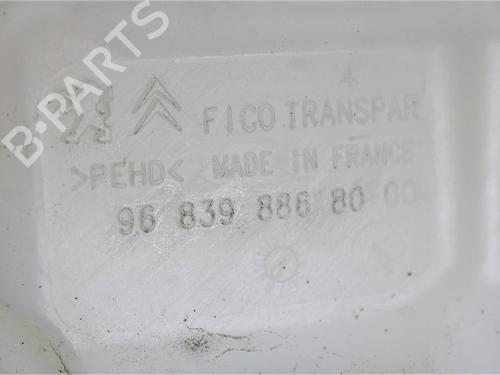 B-PARTS
4
FICO TRANSPAR
>PEHD< MADE IN FRANCE
96 839 886 80 00